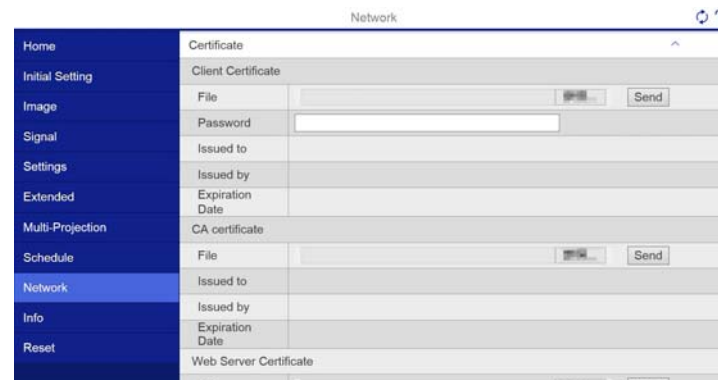 Network
Home
Initial Setting
Image
Signal
Settings
Extended
Multi-Projection
Schedule
Network
Info
Reset
Certificate
Client Certificate
File
Send
Password
Issued to
Issued by
Expiration
Date
CA certificate
File
Send
Issued to
Issued by
Expiration
Date
Web Server Certificate